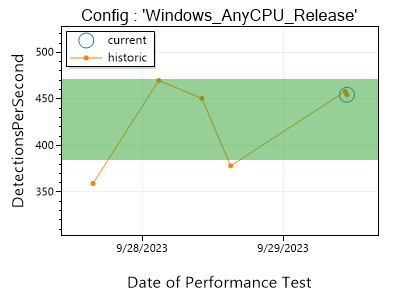 Config : 'Windows_AnyCPU_Release'
current
historic
DetectionsPerSecond
500
450
400
350
9/28/2023
9/29/2023
Date of Performance Test